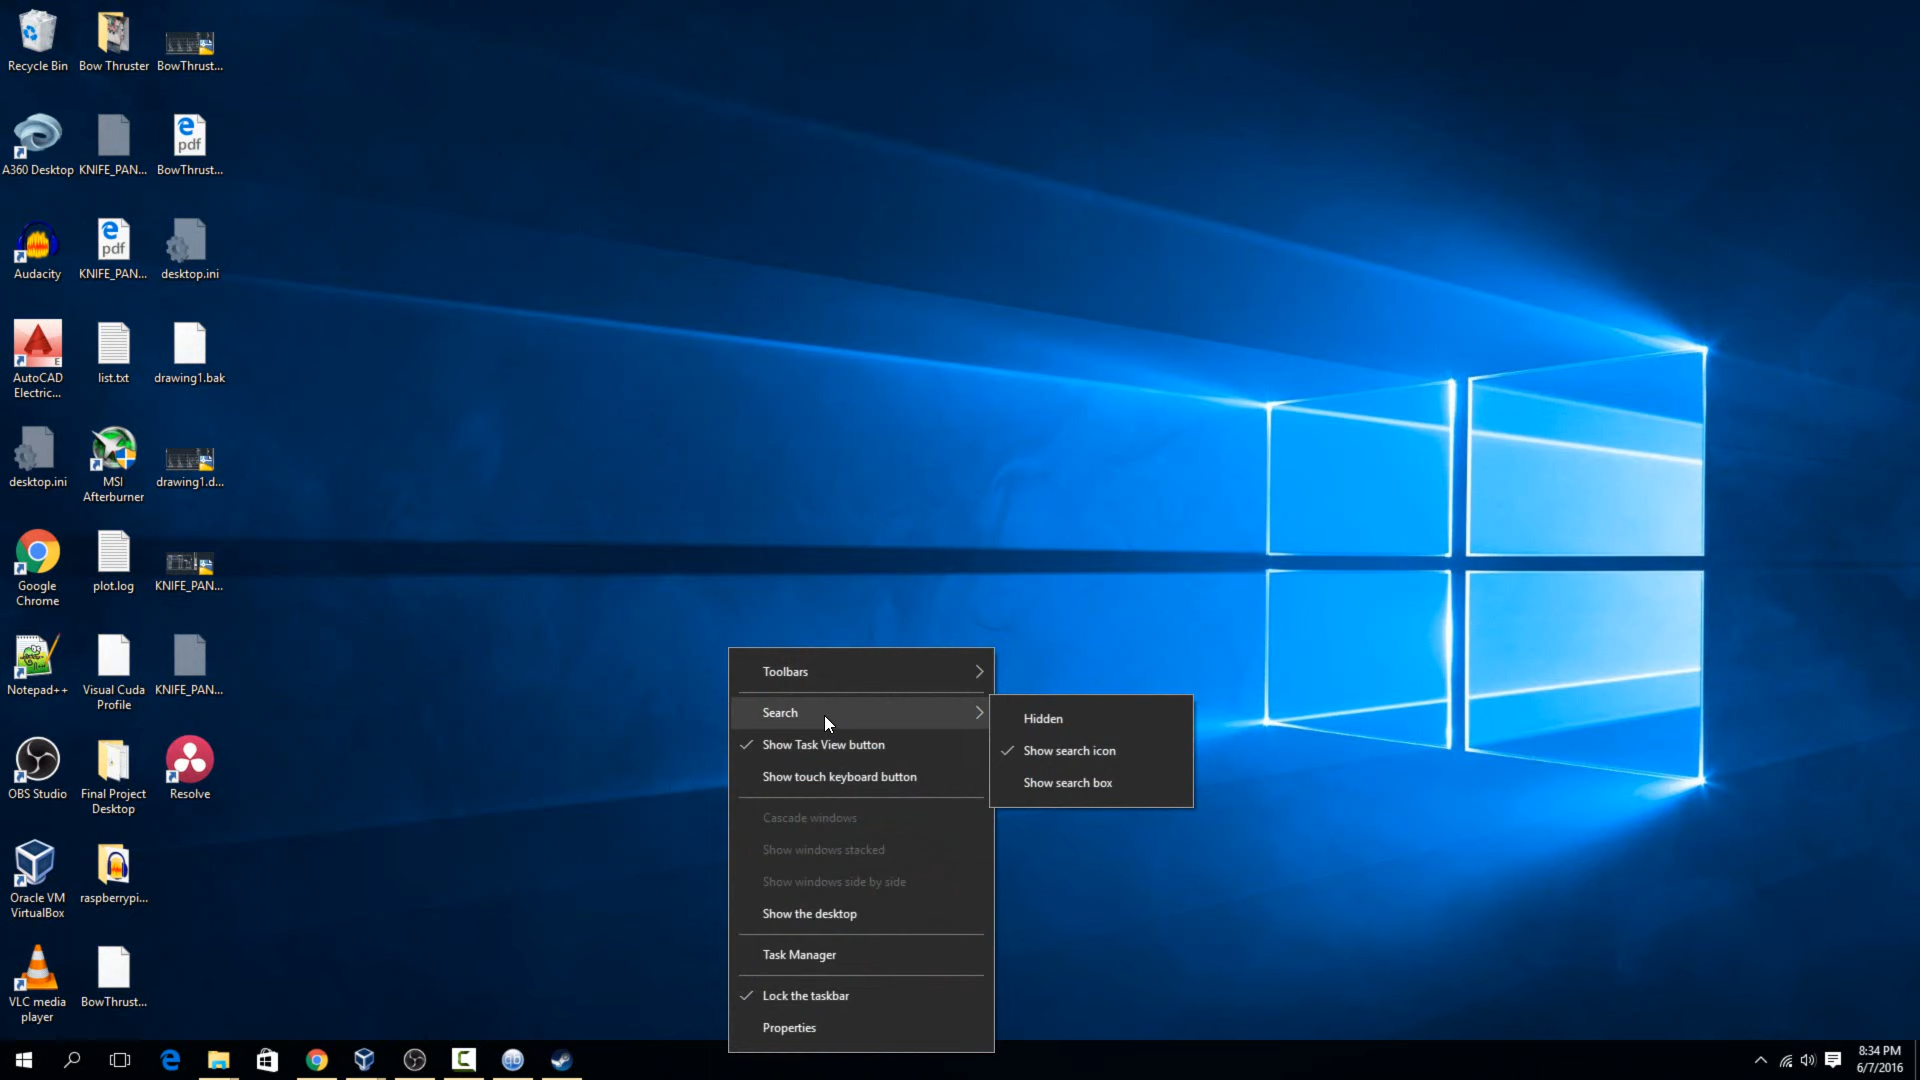 Recycle Bin
Bow Thruster
BowThrust...
A360 Desktop
KNIFE_PAN...
pdf
BowThrust...
Audacity
pdf
KNIFE_PAN...
desktop.ini
E
AutoCAD
Electric...
list.txt
drawing1.bak
desktop.ini
MSI
Afterburner
drawing1.d...
Google
Chrome
plot.log
KNIFE_PAN...
Notepad++
Visual Cuda
Profile
KNIFE_PAN...
OBS Studio
Final Project
Desktop
Resolve
Oracle VM
VirtualBox
raspberrypi...
VLC media
player
BowThrust...
Toolbars
Search
Show Task View button
Show touch keyboard button
Cascade windows
Show windows stacked
Show windows side by side
Show the desktop
Task Manager
Lock the taskbar
Properties
Hidden
Show search icon
Show search box
qb
8:34 PM
6/7/2016